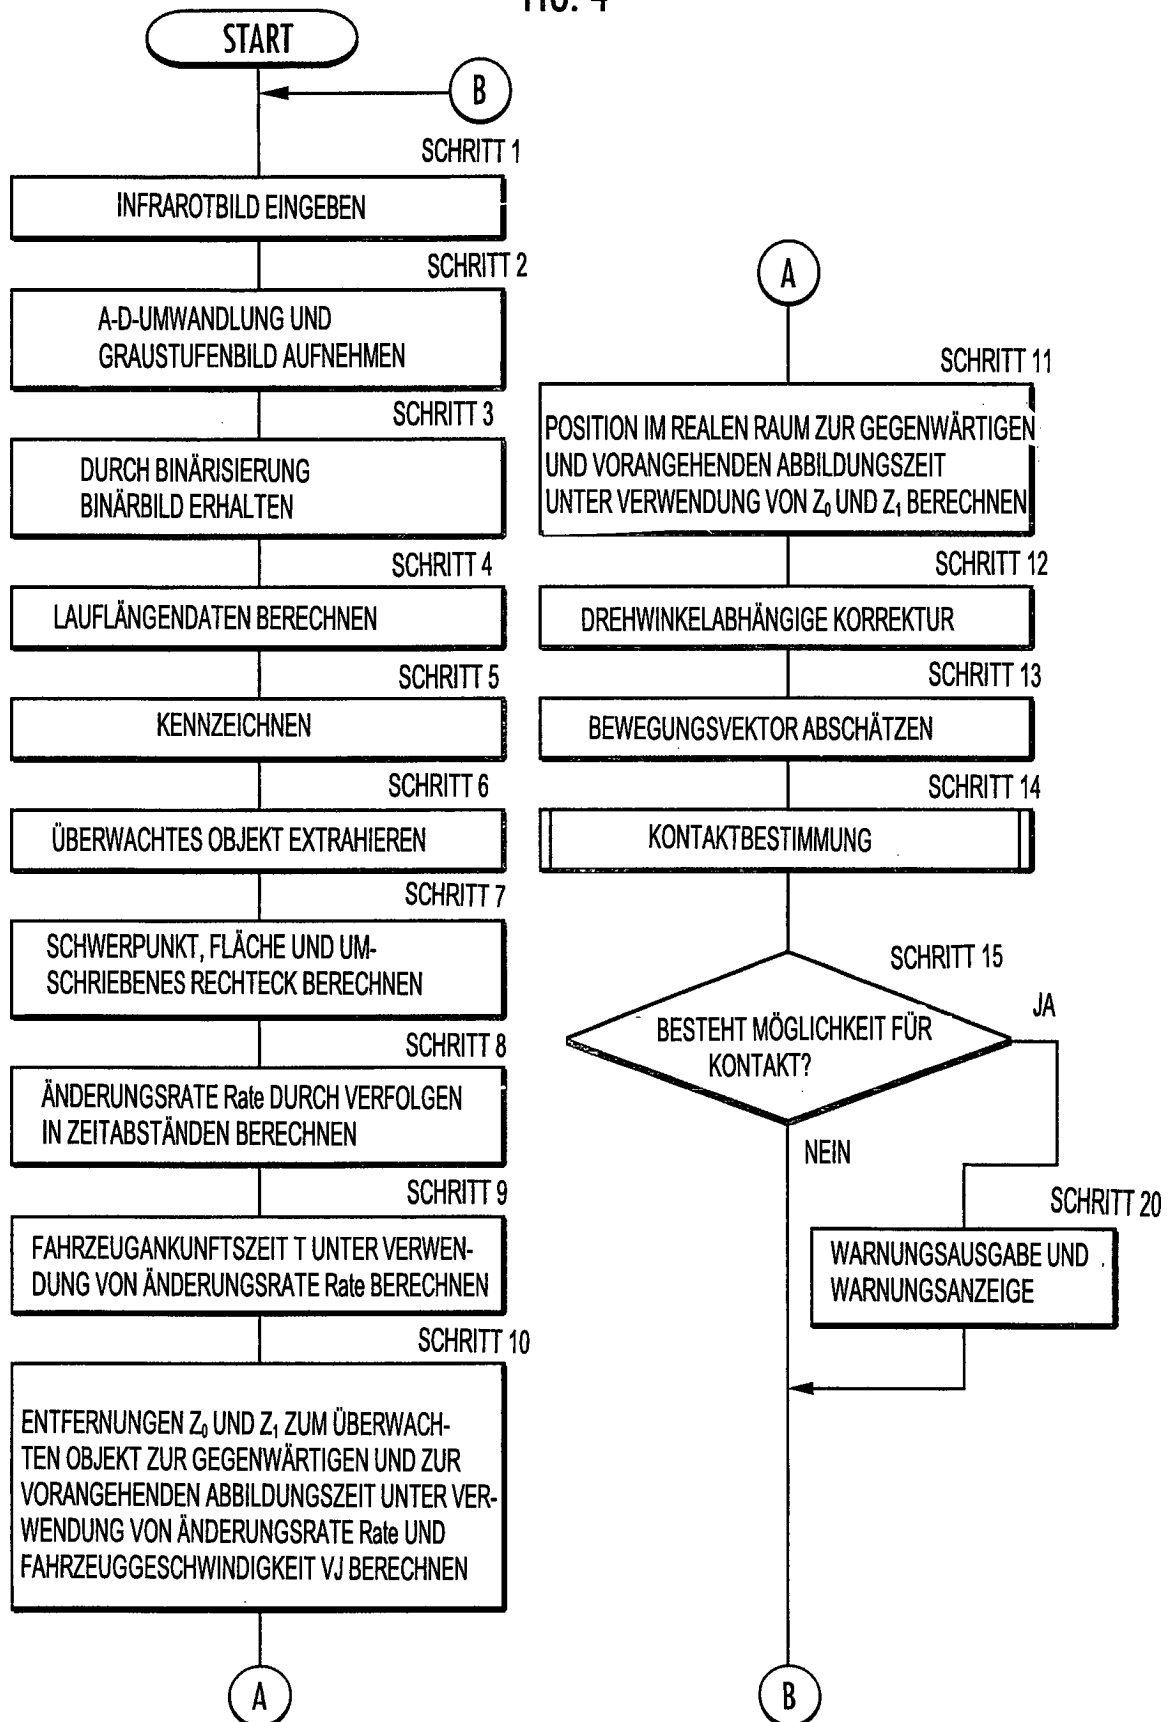 FIG. 4
START
B
SCHRITT 1
INFRAROTBILD EINGEBEN
SCHRITT 2
A-D-UMWANDLUNG UND
GRAUSTUFENBILD AUFNEHMEN
SCHRITT 3
DURCH BINÄRISIERUNG
BINÄRBILD ERHALTEN
SCHRITT 4
LAUFLÄNGENDATEN BERECHNEN
SCHRITT 5
KENNZEICHNEN
SCHRITT 6
ÜBERWACHTES OBJEKT EXTRAHIEREN
SCHRITT 7
SCHWERPUNKT, FLÄCHE UND UM-
SCHRIEBENES RECHTECK BERECHNEN
SCHRITT 8
ÄNDERUNGSRATE Rate DURCH VERFOLGEN
IN ZEITABSTÄNDEN BERECHNEN
SCHRITT 9
FAHRZEUGANKUNFTSZEIT T UNTER VERWEN-
DUNG VON ÄNDERUNGSRATE Rate BERECHNEN
SCHRITT 10
ENTFERNUNGEN Z₀ UND Z₁ ZUM ÜBERWACH-
TEN OBJEKT ZUR GEGENWÄRTIGEN UND ZUR
VORANGEHENDEN ABBILDUNGSZEIT UNTER VER-
WENDUNG VON ÄNDERUNGSRATE Rate UND
FAHRZEUGGESCHWINDIGKEIT VJ BERECHNEN
A
A
SCHRITT 11
POSITION IM REALEN RAUM ZUR GEGENWÄRTIGEN
UND VORANGEHENDEN ABBILDUNGSZEIT
UNTER VERWENDUNG VON Z₀ UND Z₁ BERECHNEN
SCHRITT 12
DREHWINKELABHÄNGIGE KORREKTUR
SCHRITT 13
BEWEGUNGSVEKTOR ABSCHÄTZEN
SCHRITT 14
KONTAKTBESTIMMUNG
SCHRITT 15
BESTEHT MÖGLICHKEIT FÜR
KONTAKT?
JA
NEIN
SCHRITT 20
WARNUNGSAUSGABE UND
WARNUNGSANZEIGE
B